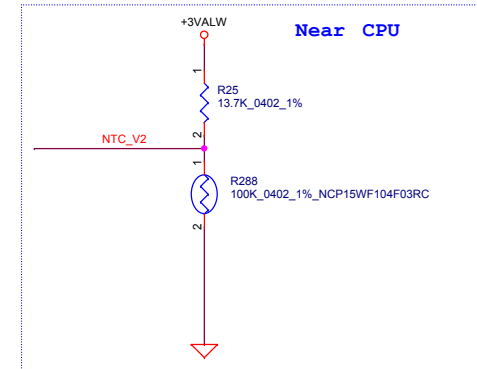 +3VALW
Near CPU
1
R25
13.7K_0402_1%
2
NTC_V2
1
R288
100K_0402_1%_NCP15WF104F03RC
2